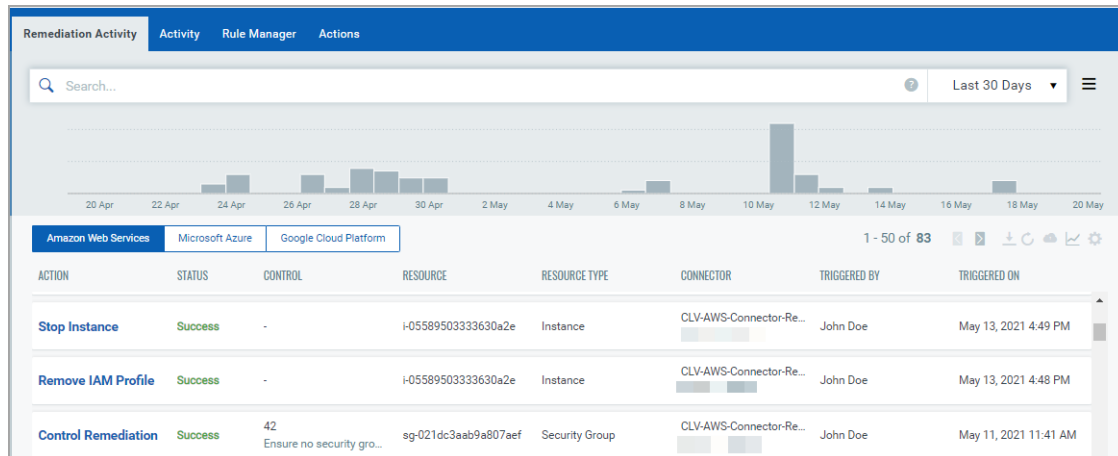 Remediation Activity Activity Rule Manager Actions
Search... ? Last 30 Days
20 Apr 22 Apr 24 Apr 26 Apr 28 Apr 30 Apr 2 May 4 May 6 May 8 May 10 May 12 May 14 May 16 May 18 May 20 May
Amazon Web Services Microsoft Azure Google Cloud Platform 1 - 50 of 83
ACTION STATUS CONTROL RESOURCE RESOURCE TYPE CONNECTOR TRIGGERED BY TRIGGERED ON
Stop Instance Success - i-05589503333630a2e Instance CLV-AWS-Connector-Re... John Doe May 13, 2021 4:49 PM
Remove IAM Profile Success - i-05589503333630a2e Instance CLV-AWS-Connector-Re... John Doe May 13, 2021 4:48 PM
Control Remediation Success 42 sg-021dc3aab9a807aef Security Group CLV-AWS-Connector-Re... John Doe May 11, 2021 11:41 AM
Ensure no security gro...